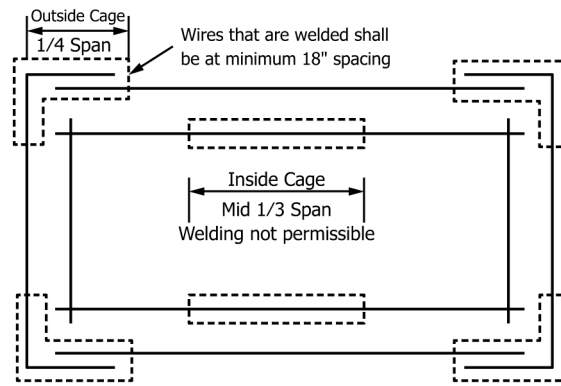 Outside Cage
1/4 Span
Wires that are welded shall
be at minimum 18" spacing
Inside Cage
Mid 1/3 Span
Welding not permissible